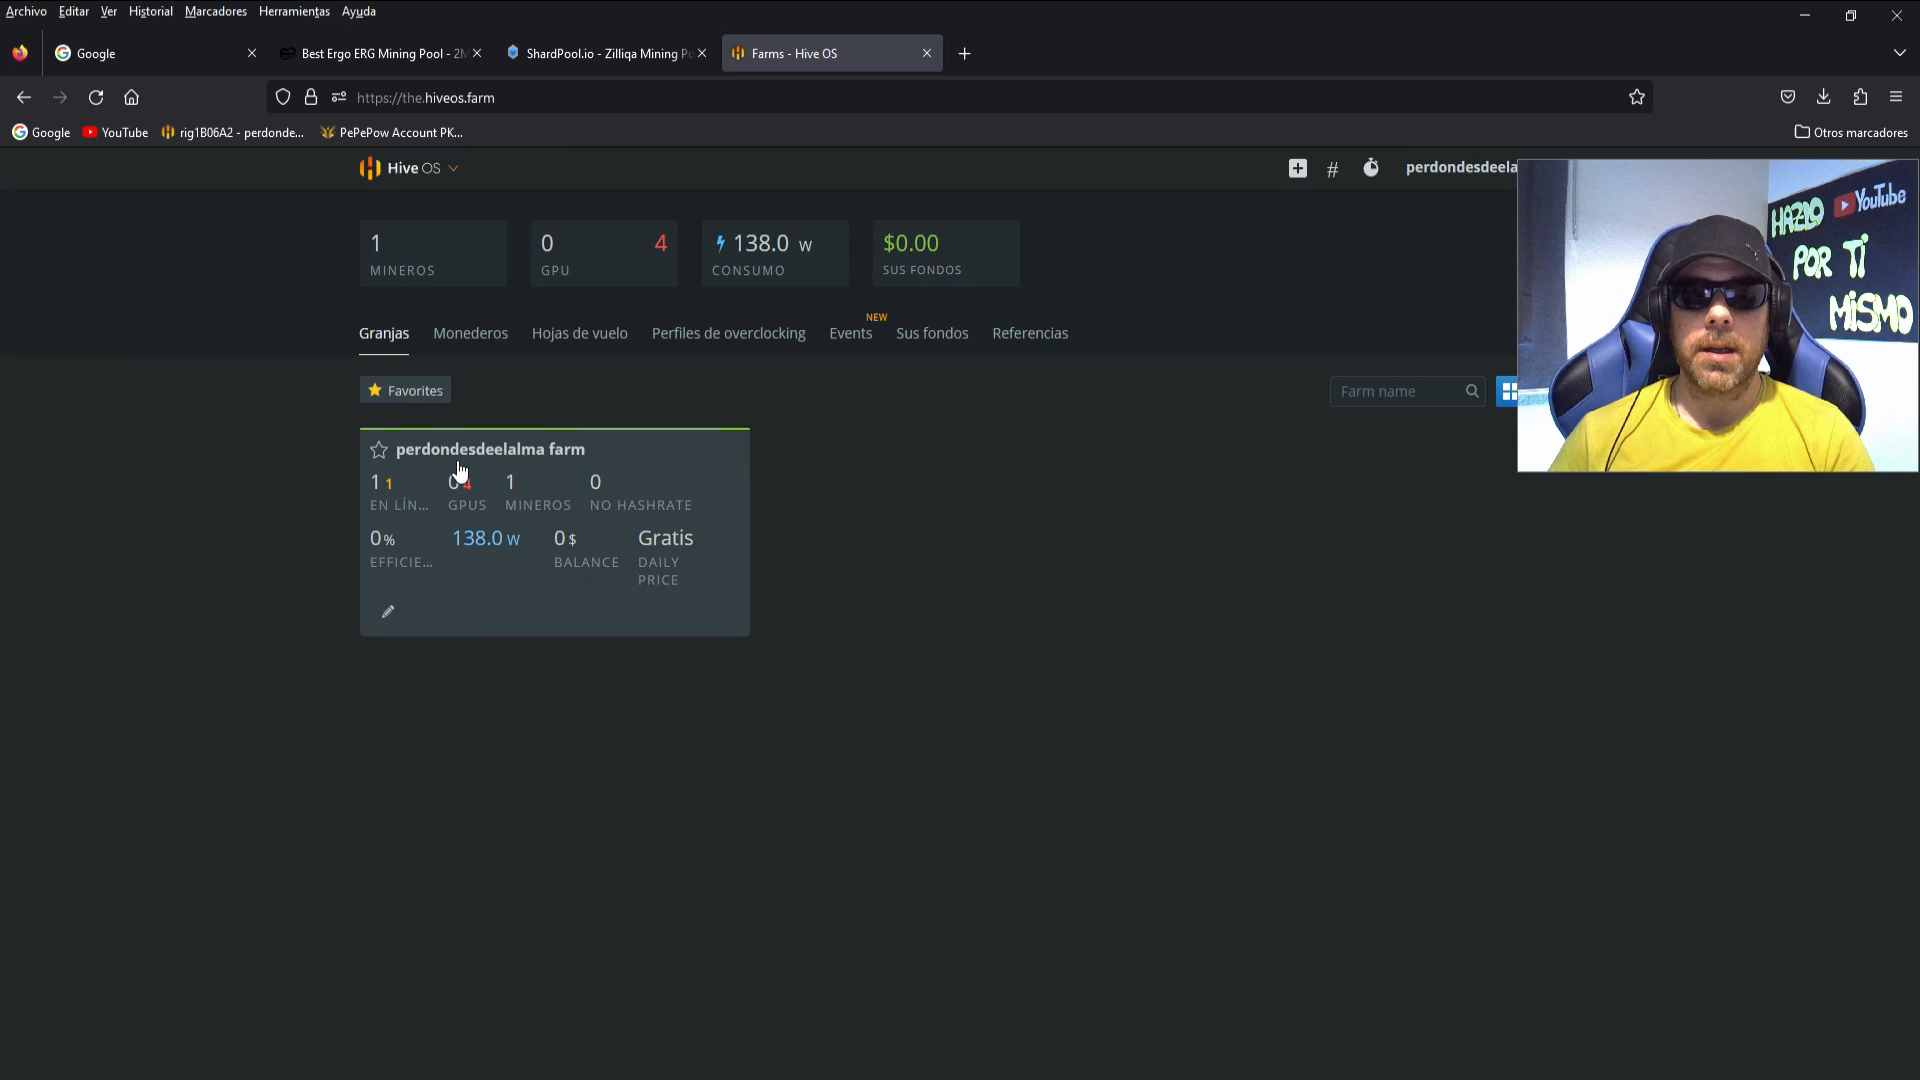 Archivo Editar Ver Historial Marcadores Herramientas Ayuda
Google
Best Ergo ERG Mining Pool - 2M
ShardPool.io - Zilliqa Mining Po
Farms - Hive OS
https://the.hiveos.farm
Google YouTube rig1B06A2 - perdonde... PePePow Account PK... Otros marcadores
Hive OS
# perdondesdeela
1
MINEROS
0 4
GPU
138.0 W
CONSUMO
$0.00
SUS FONDOS
NEW
Granjas Monederos Hojas de vuelo Perfiles de overclocking Events Sus fondos Referencias
Favorites
Farm name
perdondesdeelalma farm
1 1 0 4 1 0
EN LÍN... GPUS MINEROS NO HASHRATE
0 % 138.0 W 0 $ Gratis
EFFICIE... BALANCE DAILY
PRICE
YouTube
HAZLO
POR TÍ
MISMO